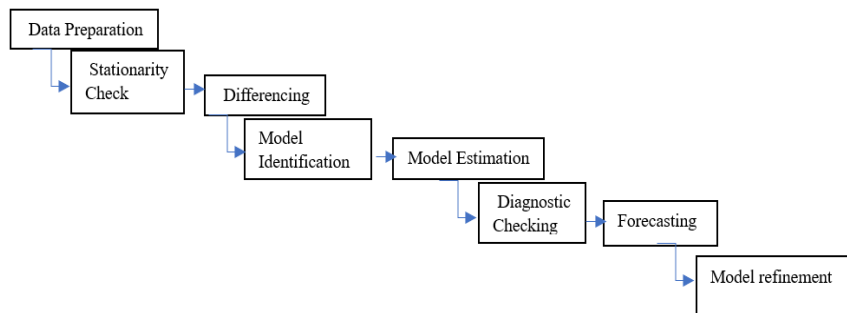 Data Preparation
Stationarity
Check
Differencing
Model
Identification
Model Estimation
Diagnostic
Checking
Forecasting
Model refinement